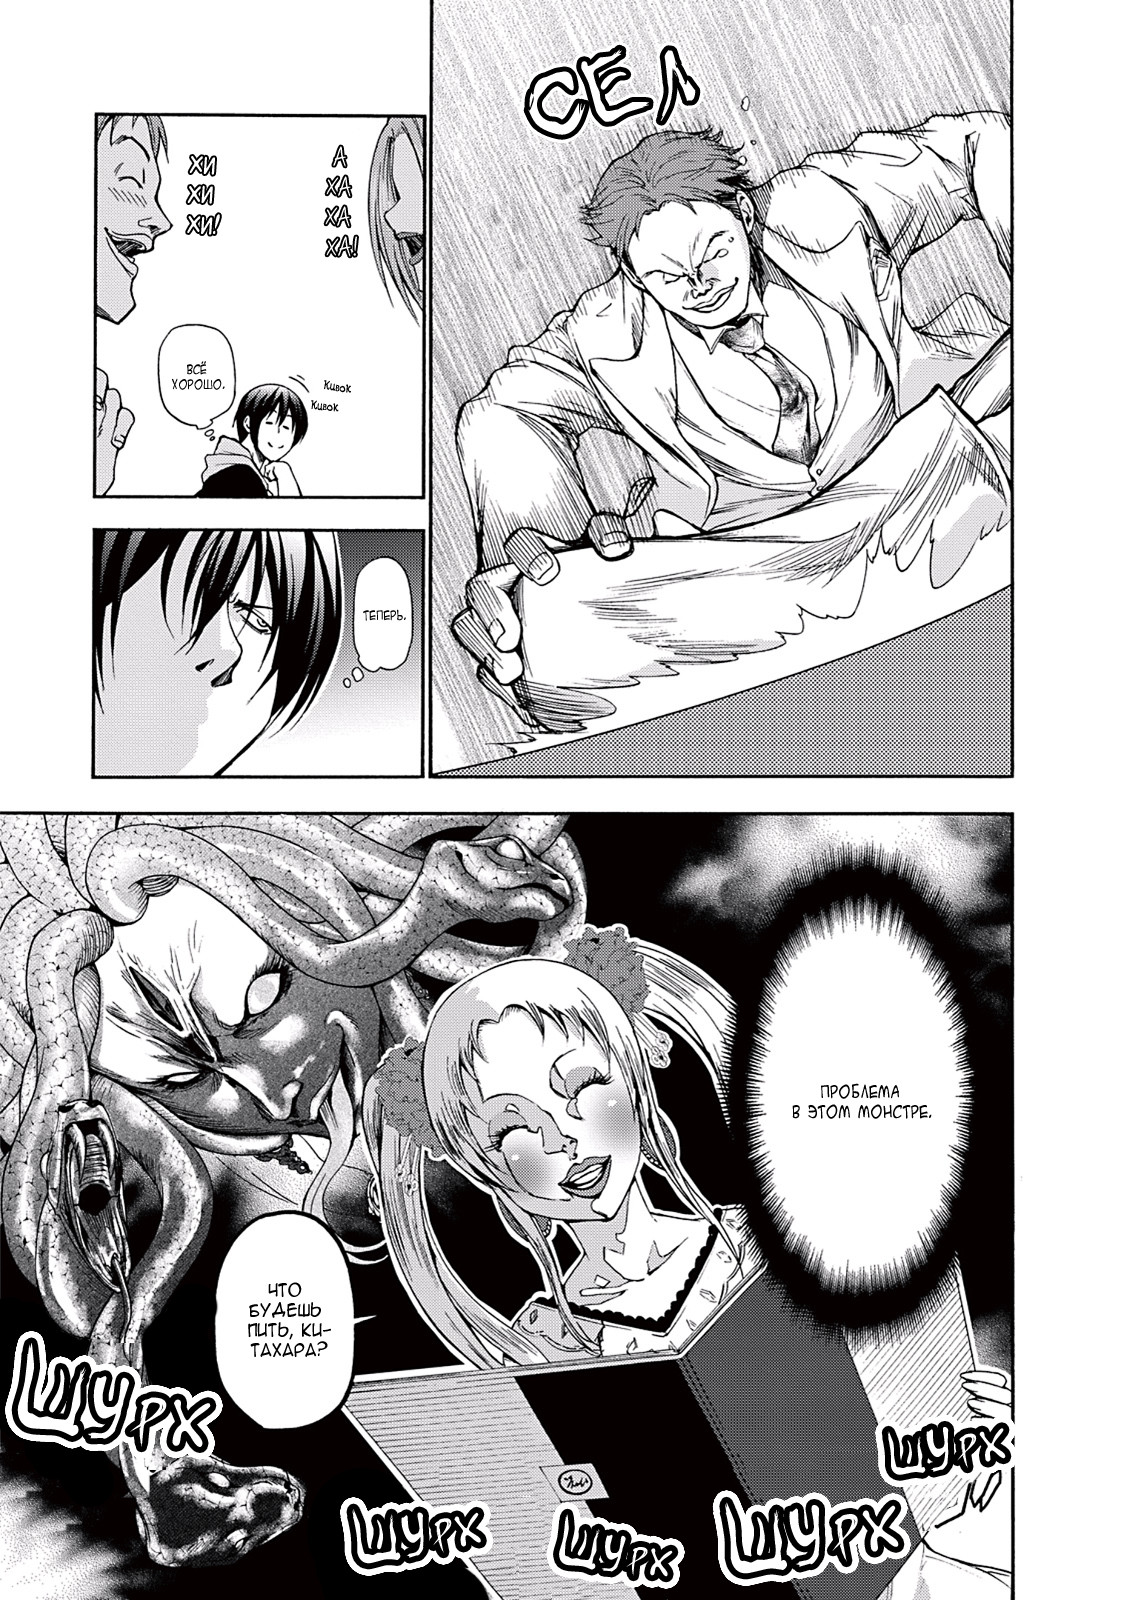 СЕЛ
А
ХА
ХА
ХА!
ХИ
ХИ
ХИ!
ВСЁ
ХОРОШО.
Кивок
Кивок
ТЕПЕРЬ,
ПРОБЛЕМА
В ЭТОМ МОНСТРЕ.
ЧТО
БУДЕШЬ
ПИТЬ, КИ-
ТАХАРА?
ШУРХ
ШУРХ
ШУРХ
ШУРХ
ШУРХ